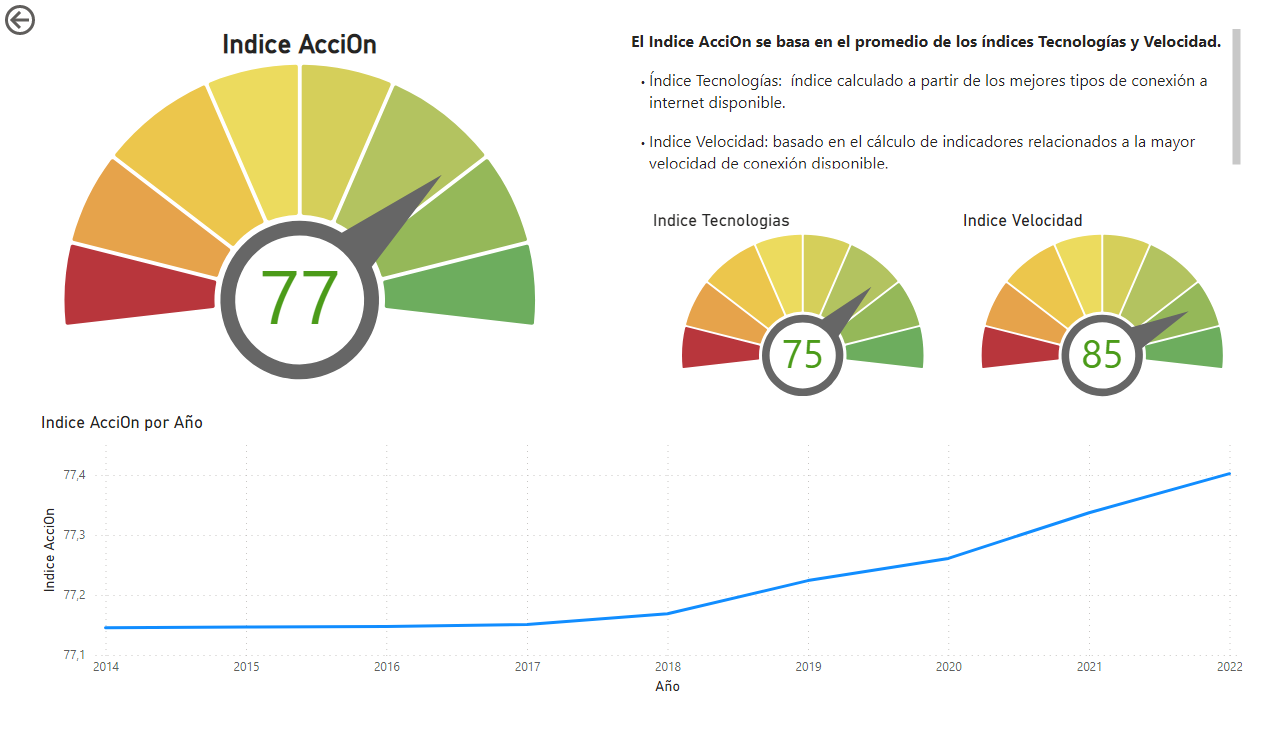 Indice AcciOn
77
El Indice AcciOn se basa en el promedio de los índices Tecnologías y Velocidad.
• Índice Tecnologías:  índice calculado a partir de los mejores tipos de conexión a
internet disponible.
• Indice Velocidad: basado en el cálculo de indicadores relacionados a la mayor
velocidad de conexión disponible.
Indice Tecnologias
75
Indice Velocidad
85
Indice AcciOn por Año
Indice AcciOn
77,4
77,3
77,2
77,1
2014 2015 2016 2017 2018 2019 2020 2021 2022
Año